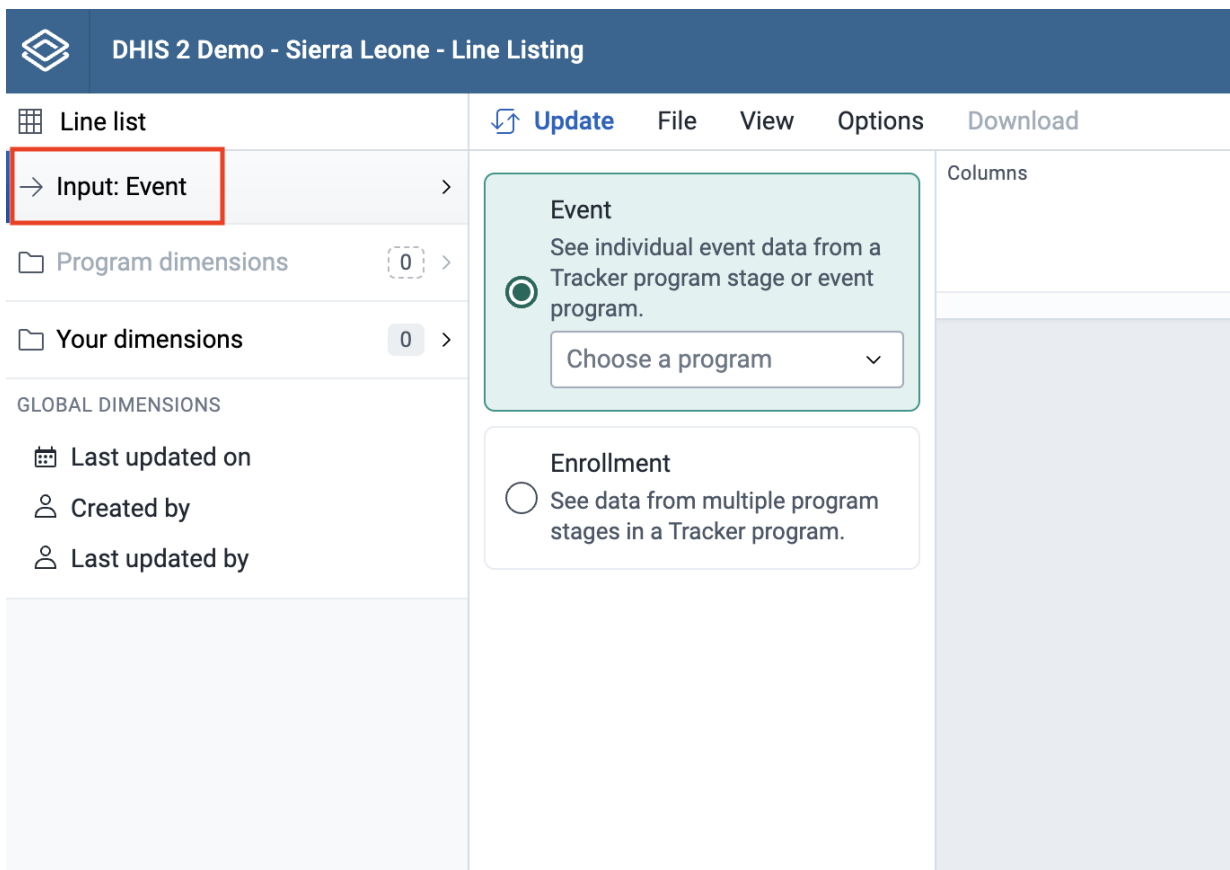 DHIS 2 Demo - Sierra Leone - Line Listing
Line list
Update File View Options Download
Input: Event
Program dimensions 0
Your dimensions 0
GLOBAL DIMENSIONS
Last updated on
Created by
Last updated by
Event
See individual event data from a
Tracker program stage or event
program.
Choose a program
Enrollment
See data from multiple program
stages in a Tracker program.
Columns